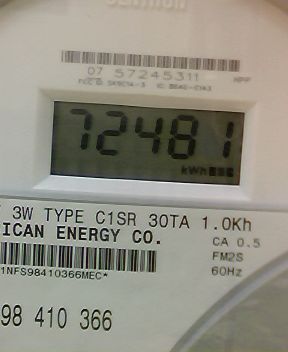 CENTRON
07 57245311
72481
kWh
3W TYPE C1SR 30TA 1.0Kh
ICAN ENERGY CO.
CA 0.5
FM2S
60Hz
1NFS98410366MEC*
98 410 366